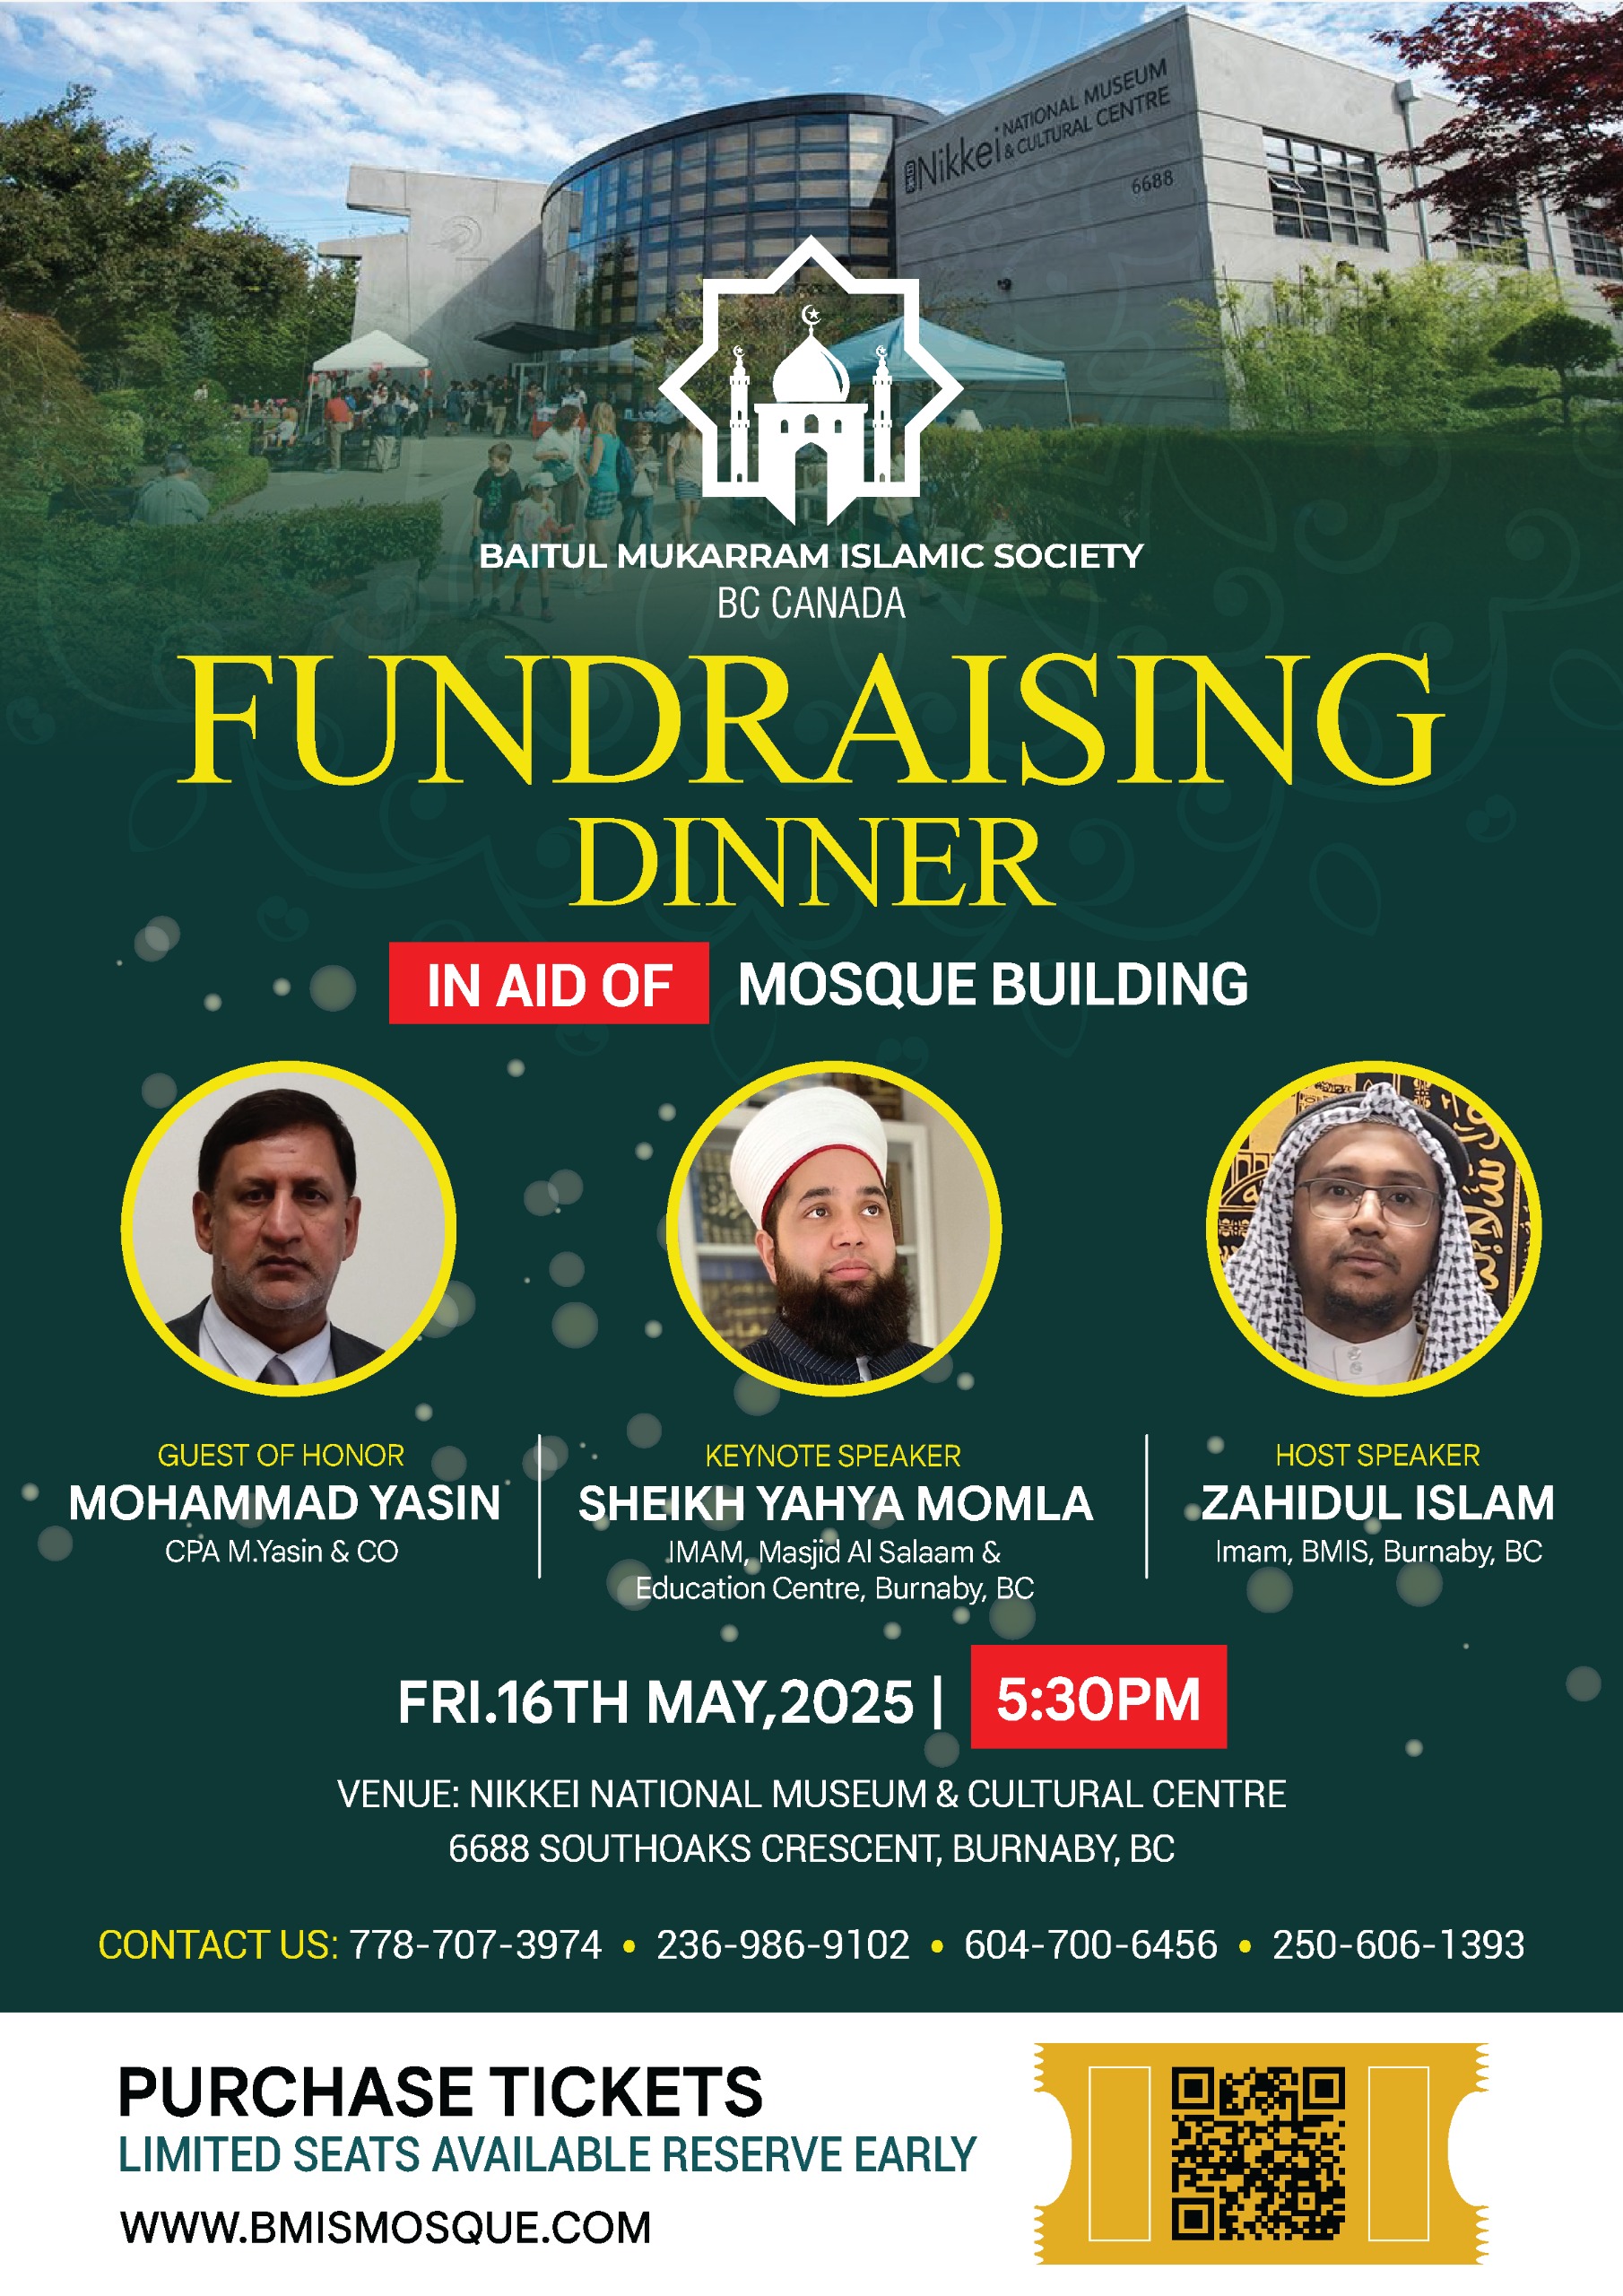 Nikkei NATIONAL MUSEUM
& CULTURAL CENTRE
6688
BAITUL MUKARRAM ISLAMIC SOCIETY
BC CANADA
FUNDRAISING
DINNER
IN AID OF MOSQUE BUILDING
GUEST OF HONOR
MOHAMMAD YASIN
CPA M.Yasin & CO
KEYNOTE SPEAKER
SHEIKH YAHYA MOMLA
IMAM, Masjid Al Salaam &
Education Centre, Burnaby, BC
HOST SPEAKER
ZAHIDUL ISLAM
Imam, BMIS, Burnaby, BC
FRI.16TH MAY,2025 | 5:30PM
VENUE: NIKKEI NATIONAL MUSEUM & CULTURAL CENTRE
6688 SOUTHOAKS CRESCENT, BURNABY, BC
CONTACT US: 778-707-3974 • 236-986-9102 • 604-700-6456 • 250-606-1393
PURCHASE TICKETS
LIMITED SEATS AVAILABLE RESERVE EARLY
WWW.BMISMOSQUE.COM